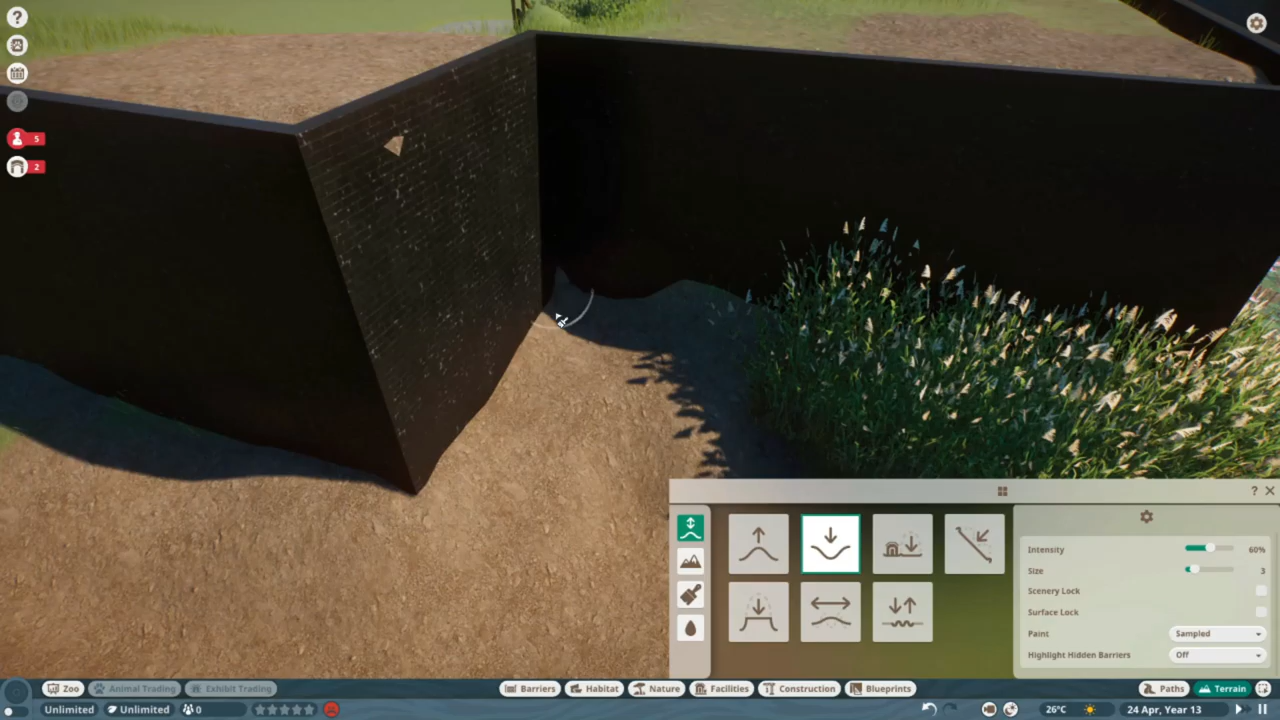 ?
5
2
? X
Intensity 60%
Size 3
Scenery Lock
Surface Lock
Paint Sampled
Highlight Hidden Barriers Off
Zoo Animal Trading Exhibit Trading Barriers Habitat Nature Facilities Construction Blueprints Paths Terrain
Unlimited Unlimited 0 26°C 24 Apr, Year 13